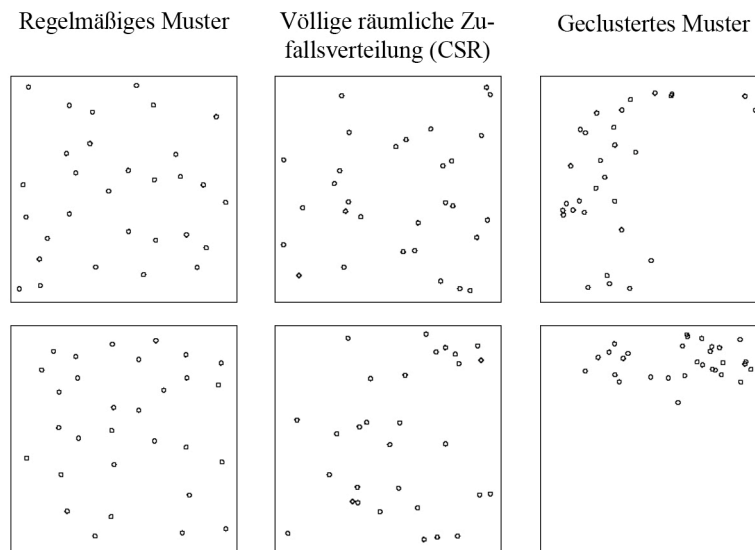 Regelmäßiges Muster
Völlige räumliche Zu-
fallsverteilung (CSR)
Geclustertes Muster